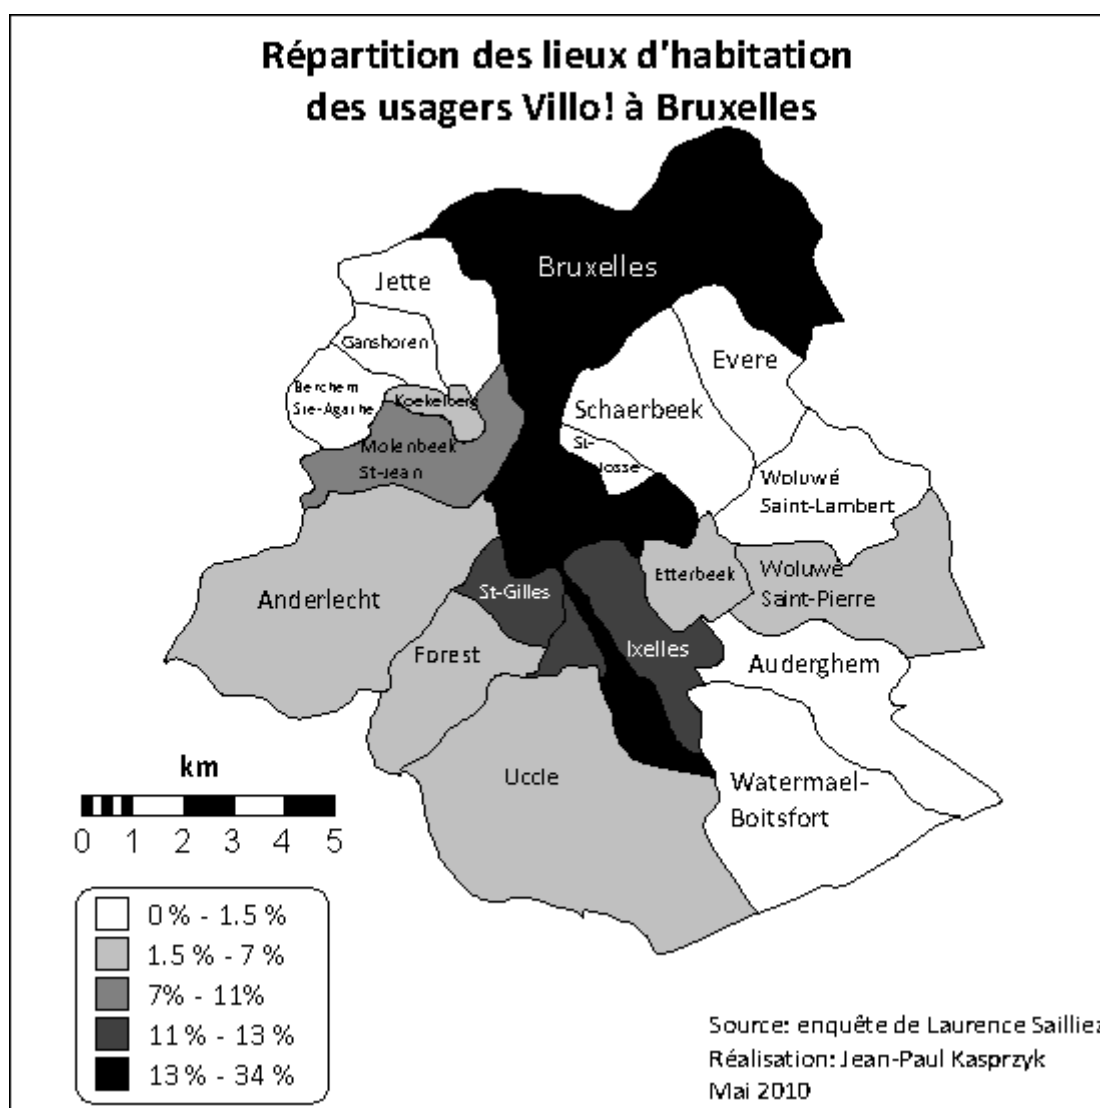 Répartition des lieux d'habitation
des usagers Villo! à Bruxelles
Bruxelles
Jette
Ganshoren
Evere
Berchem
Ste-Agathe
Koekelberg
Schaerbeek
St-
Josse
Molenbeek
St-Jean
Woluwé
Saint-Lambert
Etterbeek
Woluwé
Saint-Pierre
Anderlecht
St-Gilles
Forest
Ixelles
Auderghem
Uccle
Watermael-
Boitsfort
km
0 1 2 3 4 5
0 % - 1.5 %
1.5 % - 7 %
7% - 11%
11 % - 13 %
13 % - 34 %
Source: enquête de Laurence Sailliez
Réalisation: Jean-Paul Kasprzyk
Mai 2010